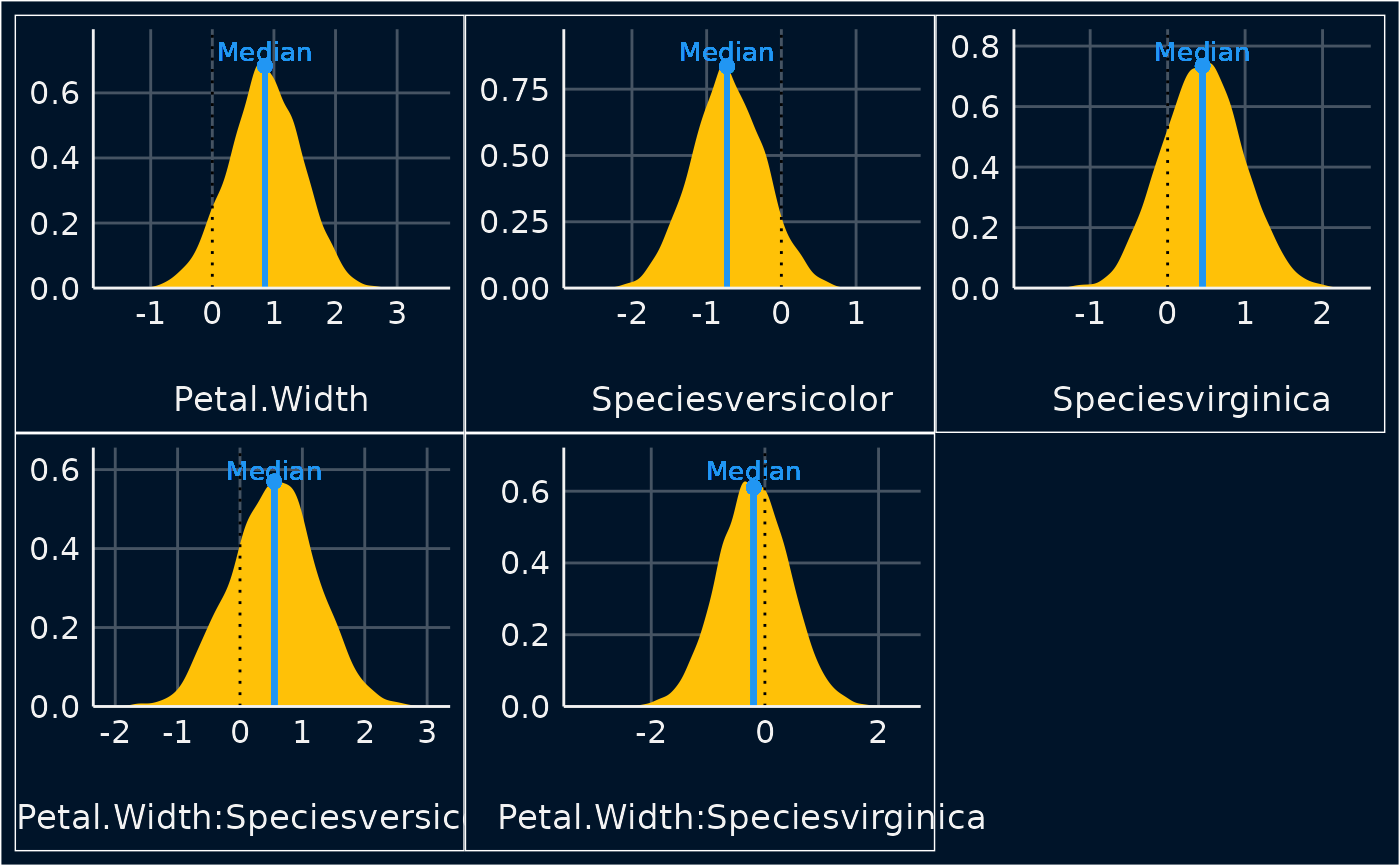 Median
0.6
0.4
0.2
0.0
-1 0 1 2 3
Petal.Width
Median
0.75
0.50
0.25
0.00
-2 -1 0 1
Speciesversicolor
Median
0.8
0.6
0.4
0.2
0.0
-1 0 1 2
Speciesvirginica
Median
0.6
0.4
0.2
0.0
-2 -1 0 1 2 3
Petal.Width:Speciesversic
Median
0.6
0.4
0.2
0.0
-2 0 2
Petal.Width:Speciesvirginica